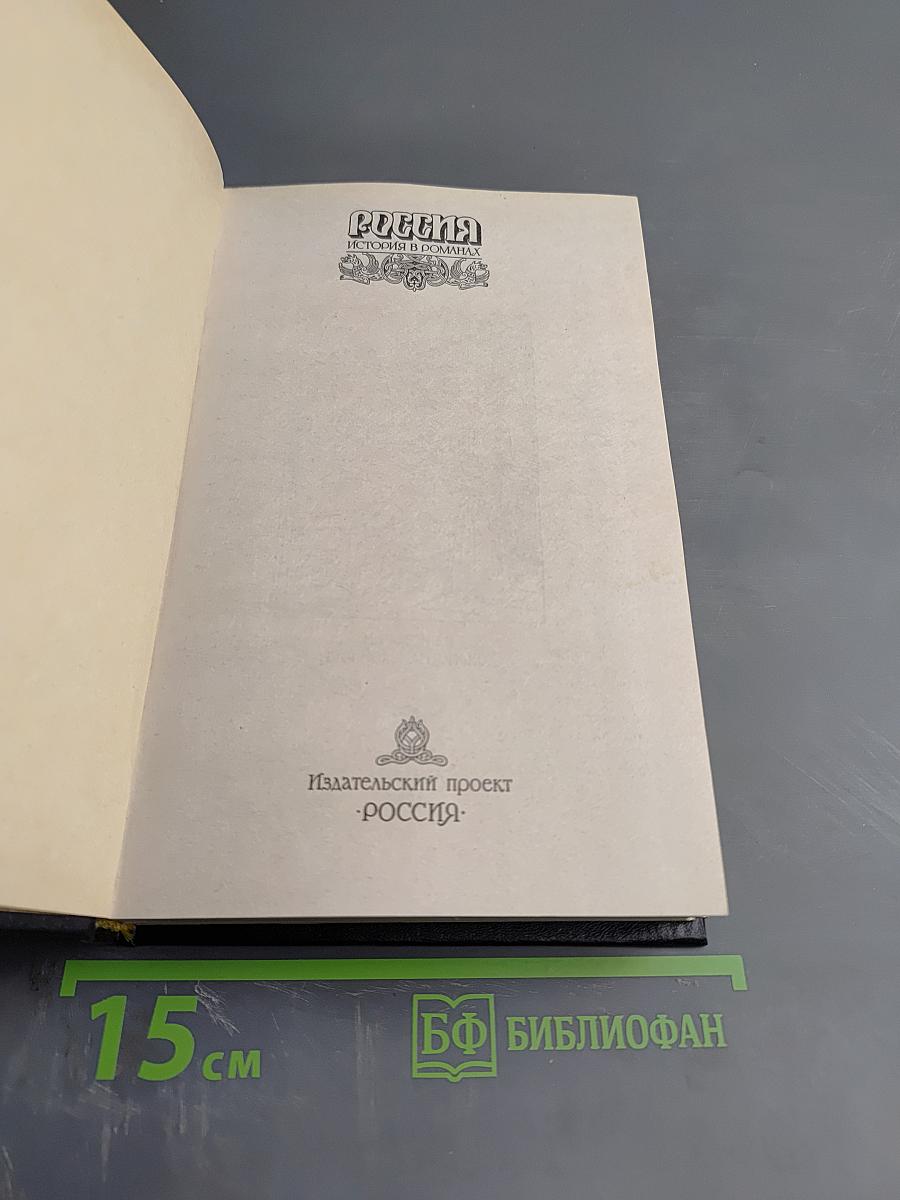 РОССИЯ
ИСТОРИЯ В РОМАНАХ
Издательский проект
·РОССИЯ·
15 см
БФ БИБЛИОФАН